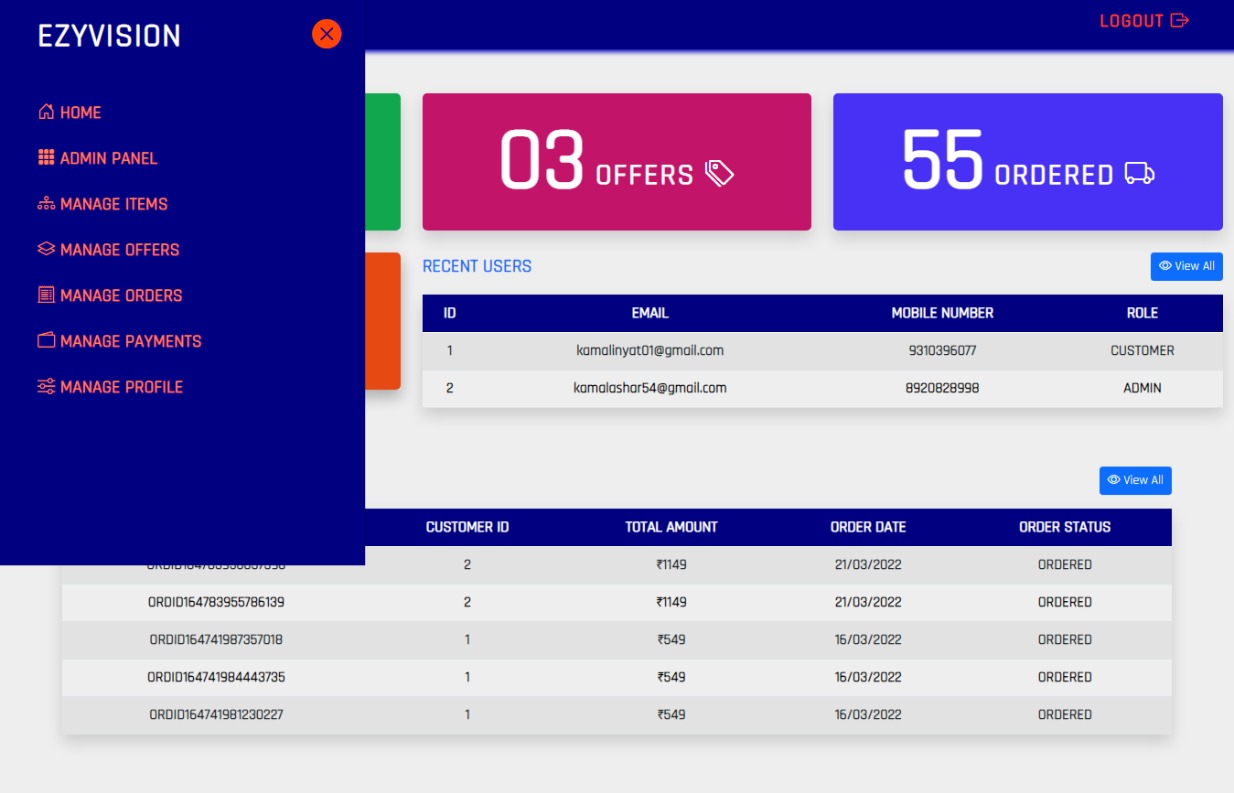 EZYVISION
LOGOUT
HOME
ADMIN PANEL
MANAGE ITEMS
MANAGE OFFERS
MANAGE ORDERS
MANAGE PAYMENTS
MANAGE PROFILE
03 OFFERS
55 ORDERED
RECENT USERS View All
ID EMAIL MOBILE NUMBER ROLE
1 kamalinyat01@gmail.com 9310396077 CUSTOMER
2 kamalashar54@gmail.com 8920828998 ADMIN
View All
CUSTOMER ID TOTAL AMOUNT ORDER DATE ORDER STATUS
2 ₹1149 21/03/2022 ORDERED
ORDID164783955786139 2 ₹1149 21/03/2022 ORDERED
ORDID164741987357018 1 ₹549 16/03/2022 ORDERED
ORDID164741984443735 1 ₹549 16/03/2022 ORDERED
ORDID164741981230227 1 ₹549 16/03/2022 ORDERED